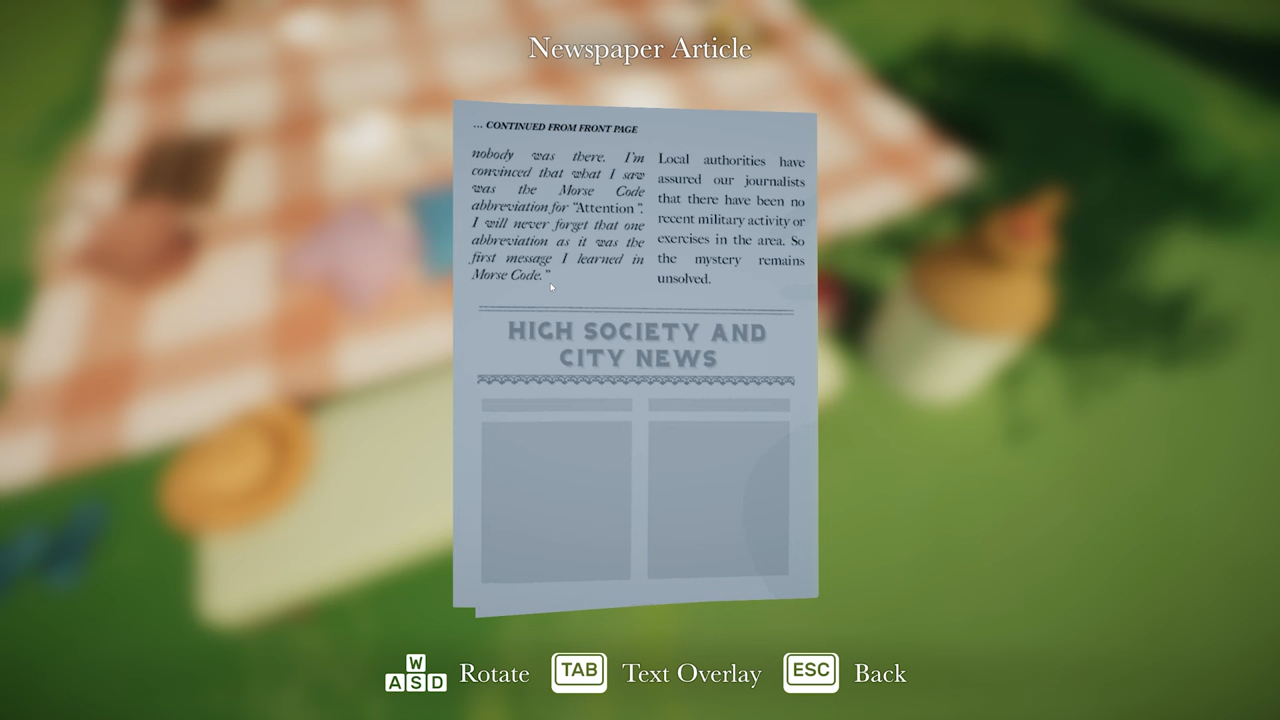 Newspaper Article
... CONTINUED FROM FRONT PAGE
nobody was there. I'm
convinced that what I saw
was the Morse Code
abbreviation for "Attention".
I will never forget that one
abbreviation as it was the
first message I learned in
Morse Code."
Local authorities have
assured our journalists
that there have been no
recent military activity or
exercises in the area. So
the mystery remains
unsolved.
HIGH SOCIETY AND
CITY NEWS
W
A S D
Rotate
TAB
Text Overlay
ESC
Back